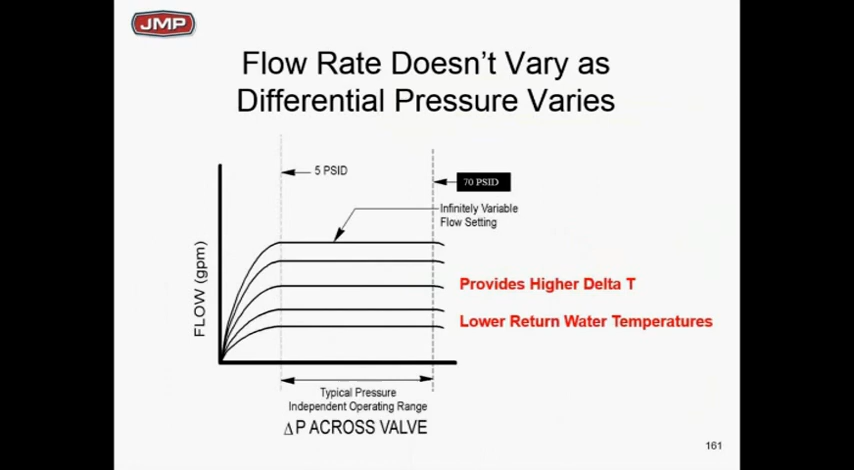 JMP
Flow Rate Doesn't Vary as
Differential Pressure Varies
5 PSID
70 PSID
Infinitely Variable
Flow Setting
FLOW (gpm)
Provides Higher Delta T
Lower Return Water Temperatures
Typical Pressure
Independent Operating Range
ΔP ACROSS VALVE
161